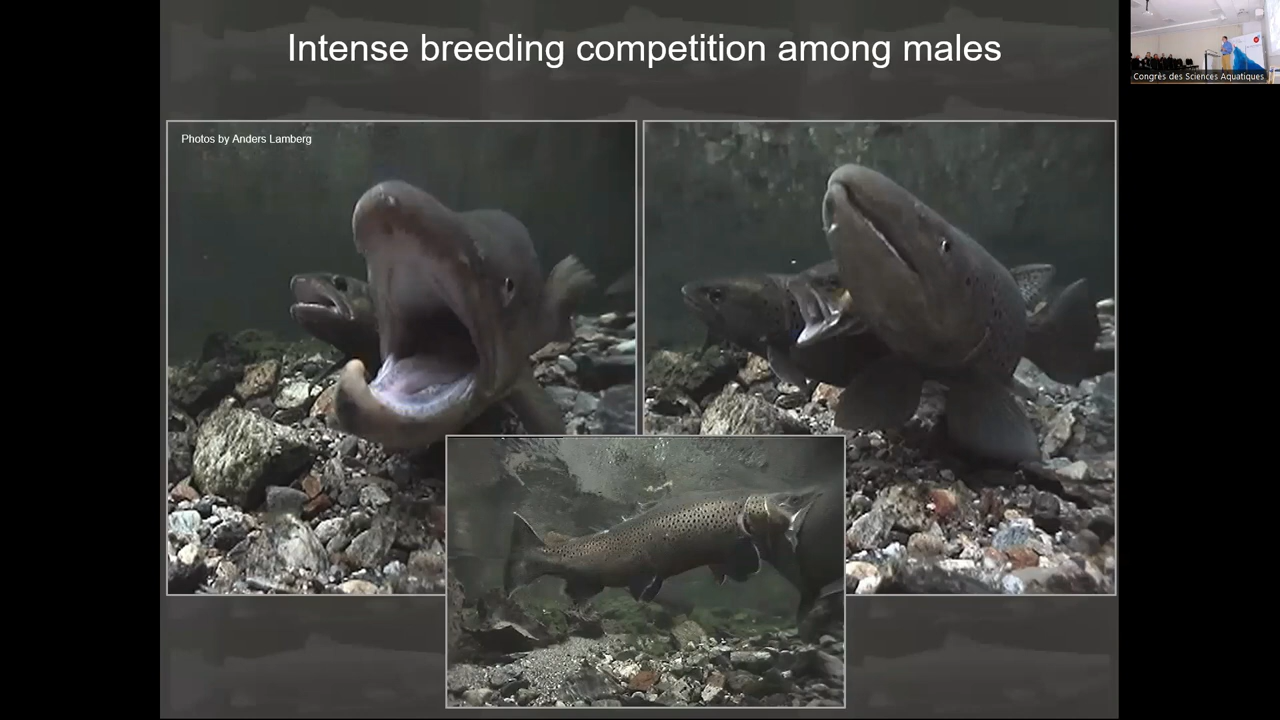 Intense breeding competition among males
Photos by Anders Lamberg
Congrès des Sciences Aquatiques